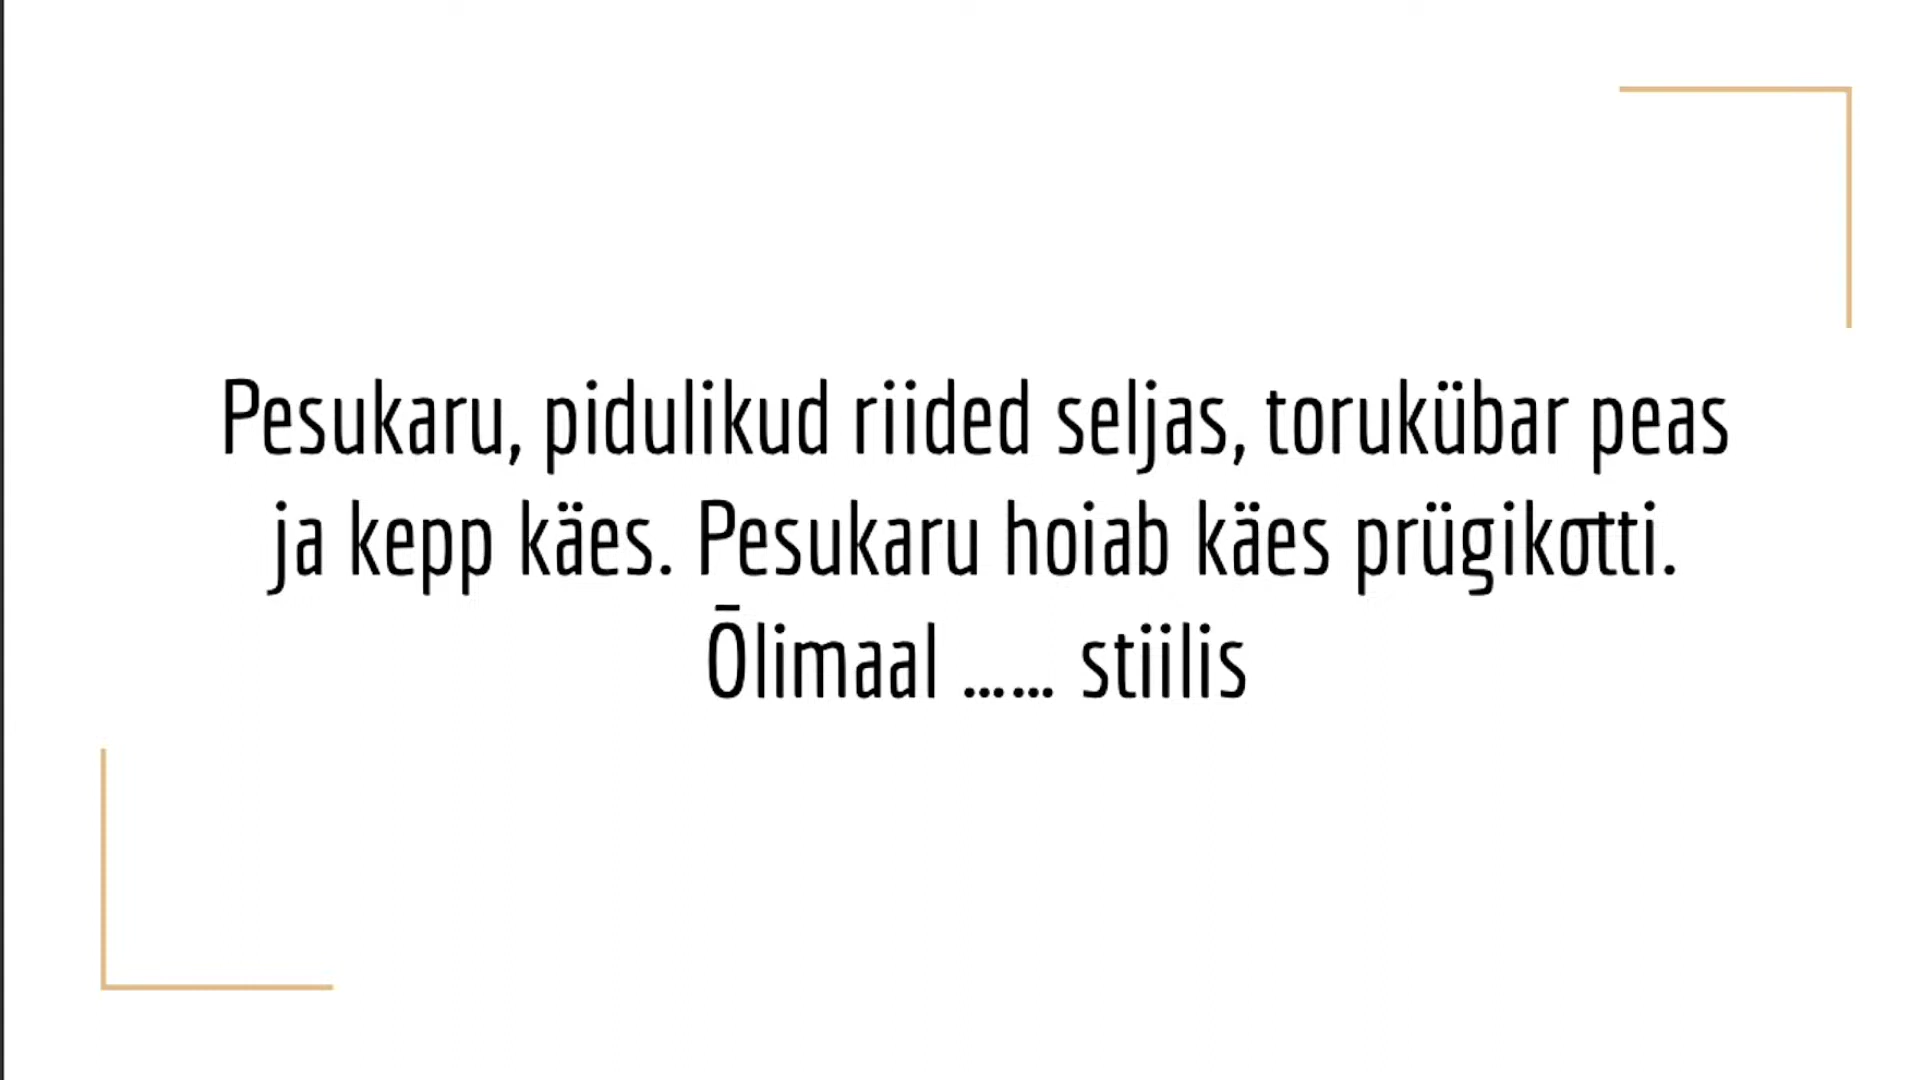 Pesukaru, pidulikud riided seljas, torukübar peas
ja kepp käes. Pesukaru hoiab käes prügikotti.
Õlimaal …… stiilis